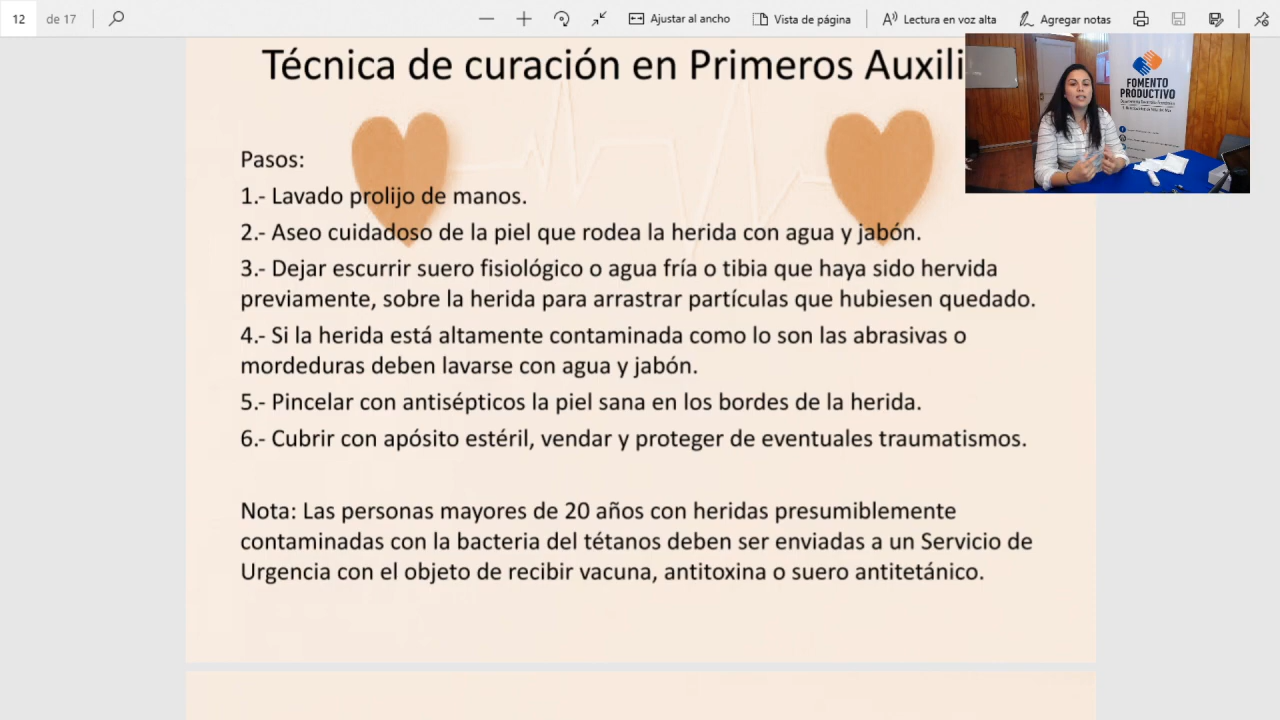 12 de 17 Ajustar al ancho Vista de página Lectura en voz alta Agregar notas
Técnica de curación en Primeros Auxili
FOMENTO
PRODUCTIVO
Pasos:
1.- Lavado prolijo de manos.
2.- Aseo cuidadoso de la piel que rodea la herida con agua y jabón.
3.- Dejar escurrir suero fisiológico o agua fría o tibia que haya sido hervida
previamente, sobre la herida para arrastrar partículas que hubiesen quedado.
4.- Si la herida está altamente contaminada como lo son las abrasivas o
mordeduras deben lavarse con agua y jabón.
5.- Pincelar con antisépticos la piel sana en los bordes de la herida.
6.- Cubrir con apósito estéril, vendar y proteger de eventuales traumatismos.
Nota: Las personas mayores de 20 años con heridas presumiblemente
contaminadas con la bacteria del tétanos deben ser enviadas a un Servicio de
Urgencia con el objeto de recibir vacuna, antitoxina o suero antitetánico.